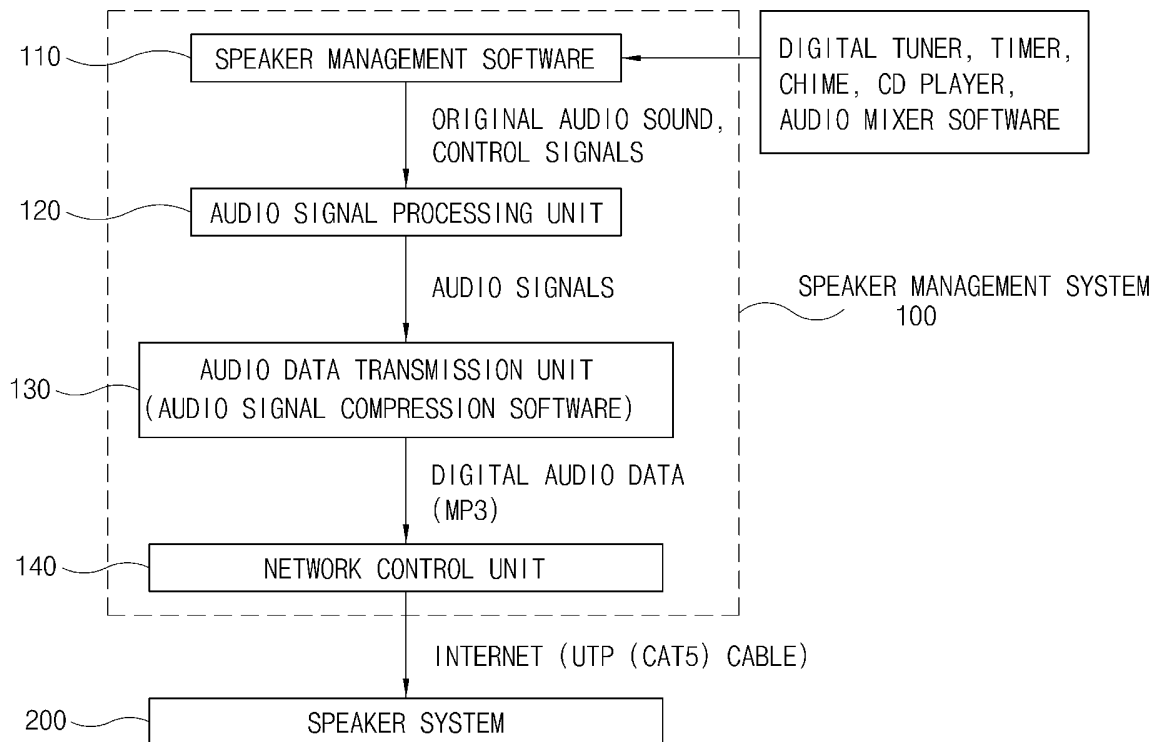 110
SPEAKER MANAGEMENT SOFTWARE
DIGITAL TUNER, TIMER,
CHIME, CD PLAYER,
AUDIO MIXER SOFTWARE
ORIGINAL AUDIO SOUND,
CONTROL SIGNALS
120
AUDIO SIGNAL PROCESSING UNIT
AUDIO SIGNALS
SPEAKER MANAGEMENT SYSTEM
100
130
AUDIO DATA TRANSMISSION UNIT
(AUDIO SIGNAL COMPRESSION SOFTWARE)
DIGITAL AUDIO DATA
(MP3)
140
NETWORK CONTROL UNIT
INTERNET (UTP (CAT5) CABLE)
200
SPEAKER SYSTEM